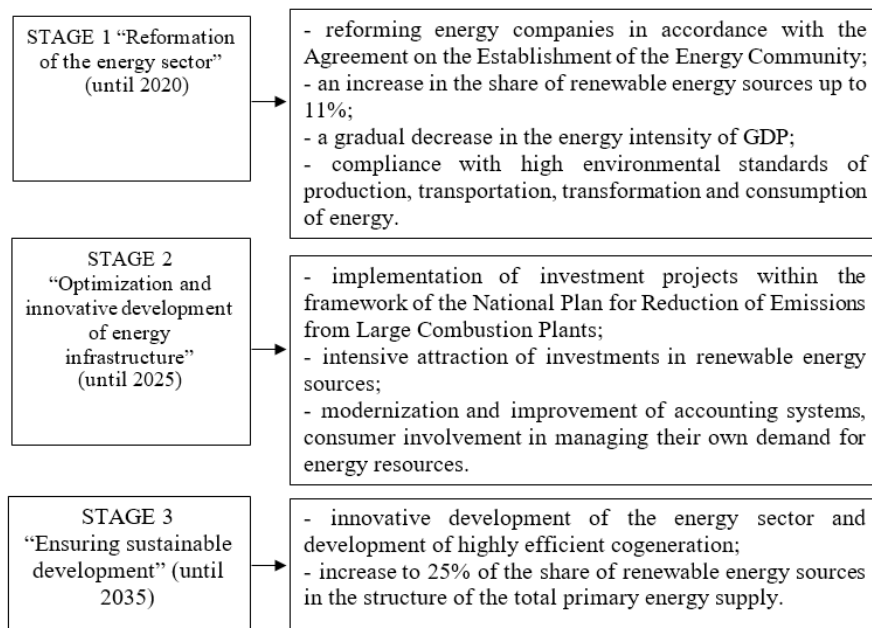 STAGE 1 “Reformation
of the energy sector”
(until 2020)
- reforming energy companies in accordance with the
Agreement on the Establishment of the Energy Community;
- an increase in the share of renewable energy sources up to
11%;
- a gradual decrease in the energy intensity of GDP;
- compliance with high environmental standards of
production, transportation, transformation and consumption
of energy.
STAGE 2
“Optimization and
innovative development
of energy
infrastructure”
(until 2025)
- implementation of investment projects within the
framework of the National Plan for Reduction of Emissions
from Large Combustion Plants;
- intensive attraction of investments in renewable energy
sources;
- modernization and improvement of accounting systems,
consumer involvement in managing their own demand for
energy resources.
STAGE 3
“Ensuring sustainable
development” (until
2035)
- innovative development of the energy sector and
development of highly efficient cogeneration;
- increase to 25% of the share of renewable energy sources
in the structure of the total primary energy supply.